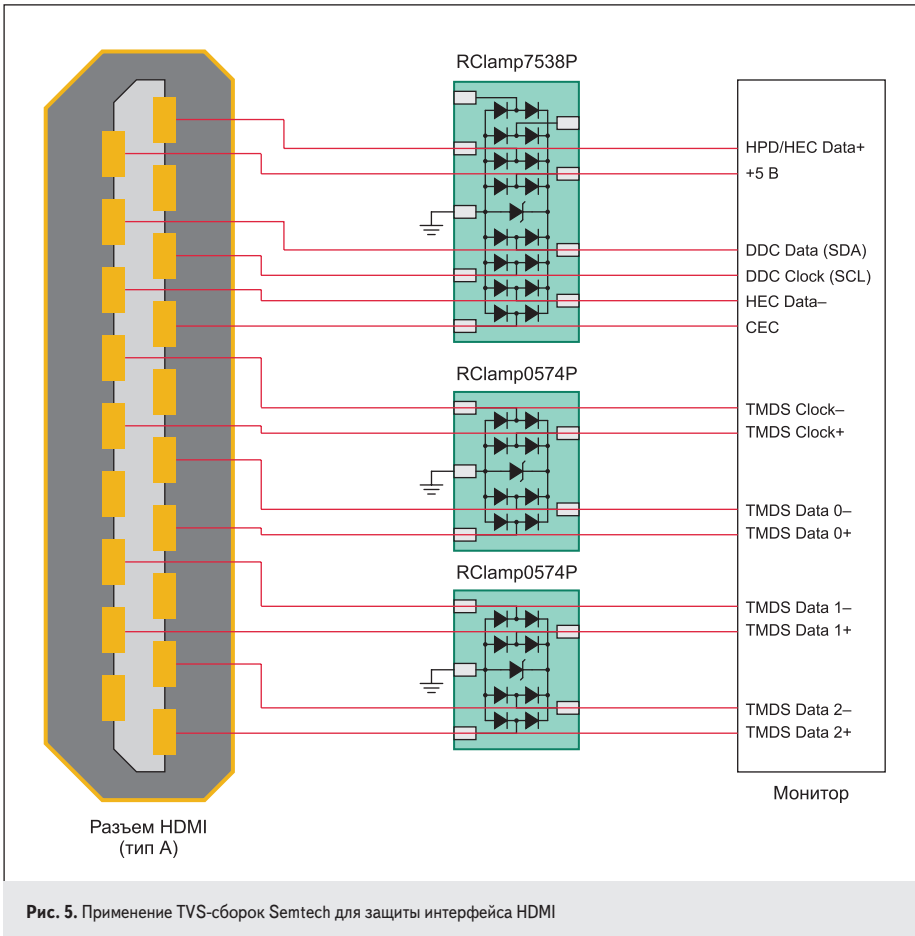 RClamp7538P
HPD/HEC Data+
+5 В
DDC Data (SDA)
DDC Clock (SCL)
HEC Data–
CEC
RClamp0574P
TMDS Clock–
TMDS Clock+
TMDS Data 0–
TMDS Data 0+
RClamp0574P
TMDS Data 1–
TMDS Data 1+
TMDS Data 2–
TMDS Data 2+
Монитор
Разъем HDMI
(тип А)
Рис. 5. Применение TVS-сборок Semtech для защиты интерфейса HDMI